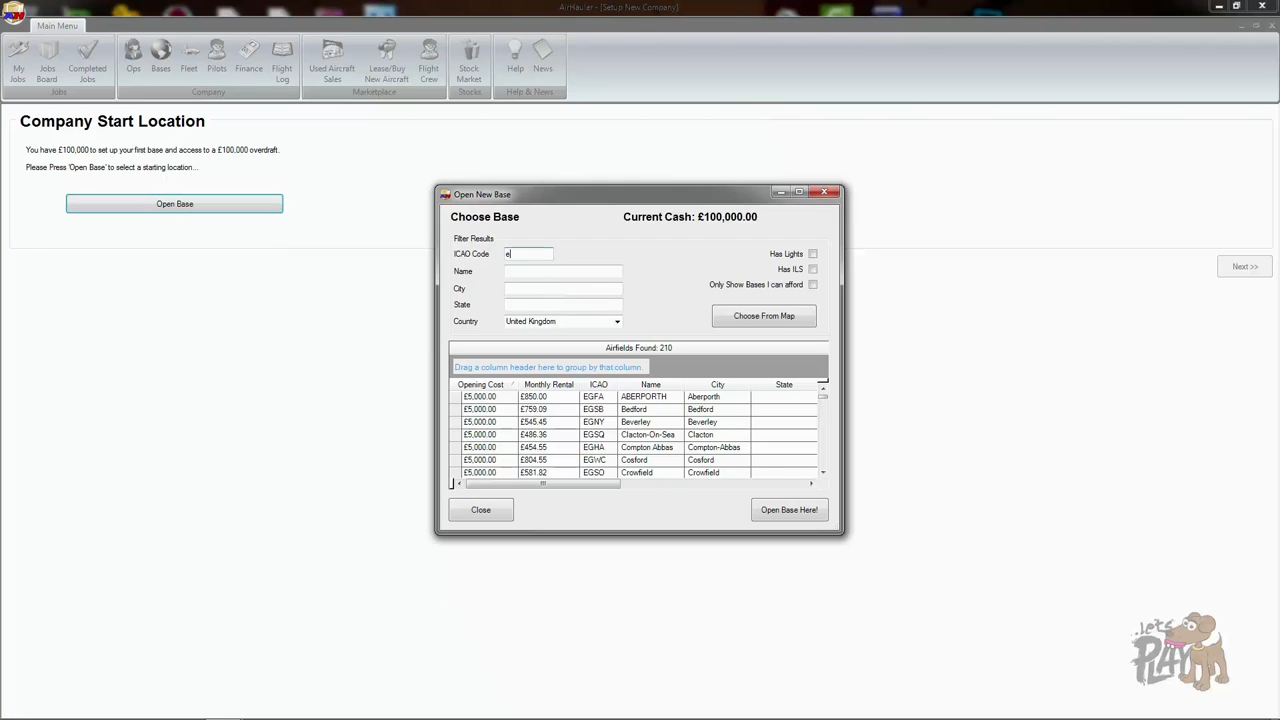 AirHauler - [Setup New Company]
Main Menu
My Jobs
Jobs Board
Completed Jobs
Ops
Bases
Fleet
Pilots
Finance
Flight Log
Used Aircraft Sales
Lease/Buy New Aircraft
Flight Crew
Stock Market
Help
News
Jobs
Company
Marketplace
Stocks
Help & News
Company Start Location
You have £100,000 to set up your first base and access to a £100,000 overdraft.
Please Press 'Open Base' to select a starting location...
Open Base
Next >>
Open New Base
Choose Base
Current Cash: £100,000.00
Filter Results
ICAO Code e
Has Lights
Name
Has ILS
City
Only Show Bases I can afford
State
Country United Kingdom
Choose From Map
Airfields Found: 210
Drag a column header here to group by that column.
Opening Cost Monthly Rental ICAO Name City State
£5,000.00 £850.00 EGFA ABERPORTH Aberporth
£5,000.00 £759.09 EGSB Bedford Bedford
£5,000.00 £545.45 EGNY Beverley Beverley
£5,000.00 £486.36 EGSQ Clacton-On-Sea Clacton
£5,000.00 £454.55 EGHA Compton Abbas Compton-Abbas
£5,000.00 £804.55 EGWC Cosford Cosford
£5,000.00 £581.82 EGSO Crowfield Crowfield
Close
Open Base Here!
Lets
PLAY